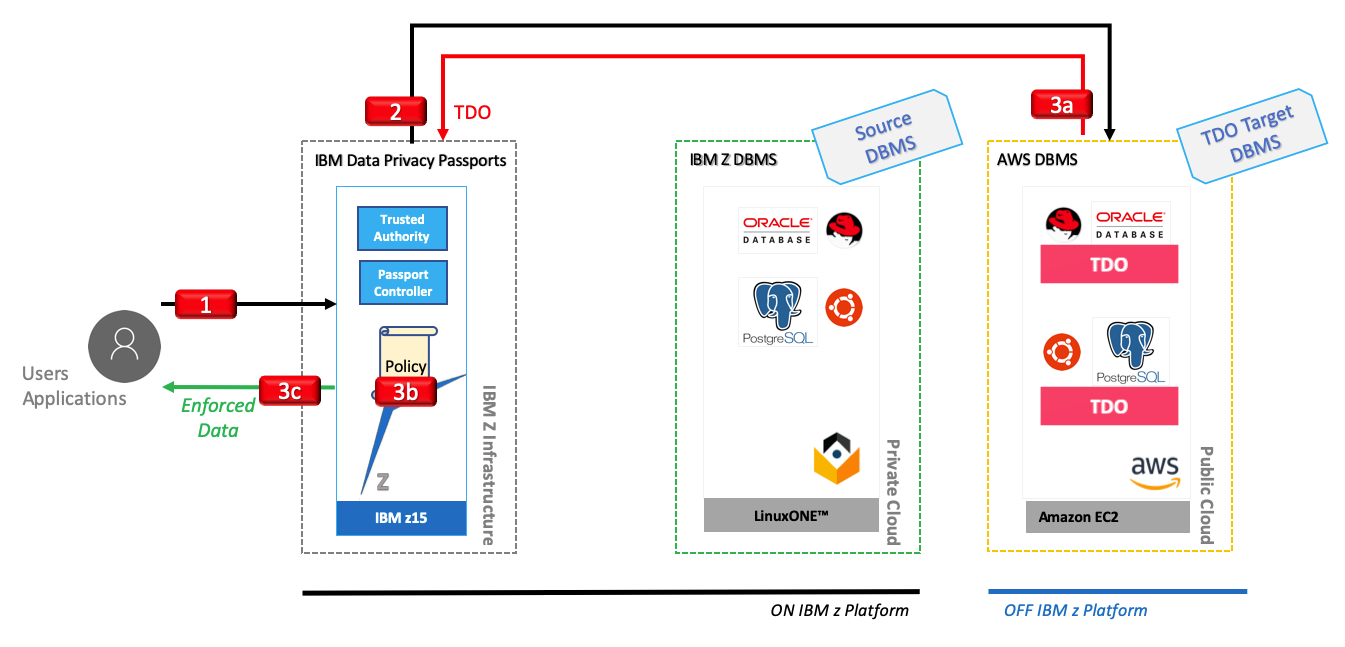 2
TDO
3a
Source
DBMS
TDO Target
DBMS
IBM Data Privacy Passports
IBM Z DBMS
AWS DBMS
Trusted
Authority
Passport
Controller
ORACLE
DATABASE
ORACLE
DATABASE
TDO
1
PostgreSQL
PostgreSQL
Policy
Users
Applications
3c
3b
Enforced
Data
TDO
Z
IBM Z Infrastructure
Private Cloud
aws
Public Cloud
IBM z15
LinuxONE™
Amazon EC2
ON IBM z Platform
OFF IBM z Platform